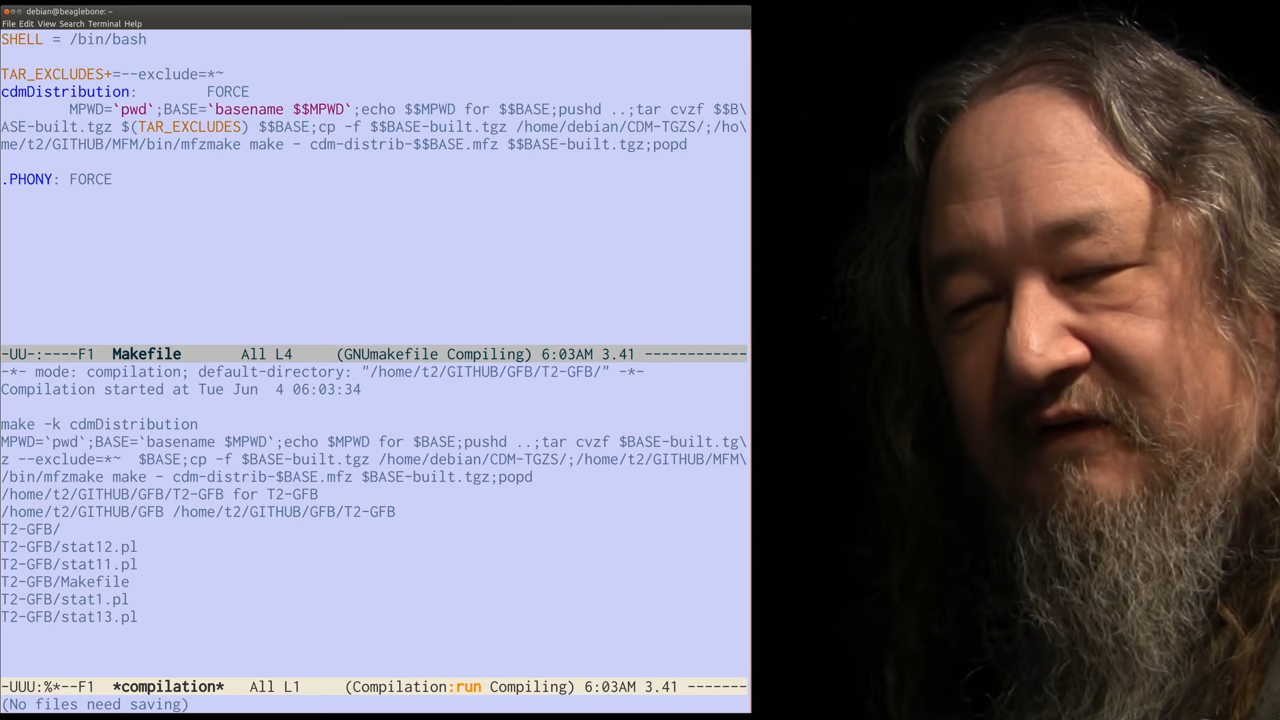 debian@beaglebone: ~
File Edit View Search Terminal Help
SHELL = /bin/bash
TAR_EXCLUDES+=--exclude=*~
cdmDistribution:        FORCE
        MPWD=`pwd`;BASE=`basename $$MPWD`;echo $$MPWD for $$BASE;pushd ..;tar cvzf $$B\
ASE-built.tgz $(TAR_EXCLUDES) $$BASE;cp -f $$BASE-built.tgz /home/debian/CDM-TGZS/;/ho\
me/t2/GITHUB/MFM/bin/mfzmake make - cdm-distrib-$$BASE.mfz $$BASE-built.tgz;popd
.PHONY: FORCE
-UU-:----F1  Makefile       All L4     (GNUmakefile Compiling) 6:03AM 3.41 ------------
-*- mode: compilation; default-directory: "/home/t2/GITHUB/GFB/T2-GFB/" -*-
Compilation started at Tue Jun  4 06:03:34
make -k cdmDistribution
MPWD=`pwd`;BASE=`basename $MPWD`;echo $MPWD for $BASE;pushd ..;tar cvzf $BASE-built.tg\
z --exclude=*~  $BASE;cp -f $BASE-built.tgz /home/debian/CDM-TGZS/;/home/t2/GITHUB/MFM\
/bin/mfzmake make - cdm-distrib-$BASE.mfz $BASE-built.tgz;popd
/home/t2/GITHUB/GFB/T2-GFB for T2-GFB
/home/t2/GITHUB/GFB /home/t2/GITHUB/GFB/T2-GFB
T2-GFB/
T2-GFB/stat12.pl
T2-GFB/stat11.pl
T2-GFB/Makefile
T2-GFB/stat1.pl
T2-GFB/stat13.pl
-UUU:%*--F1  *compilation*   All L1     (Compilation:run Compiling) 6:03AM 3.41 -------
(No files need saving)